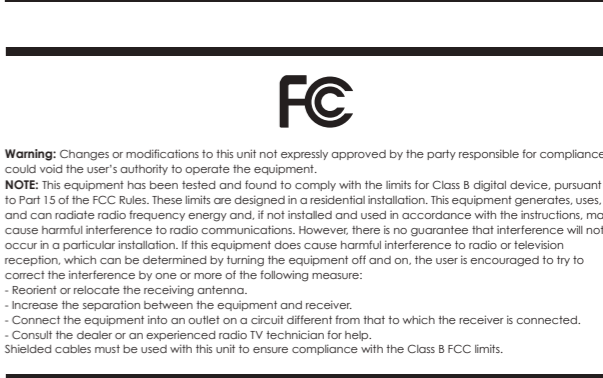 FC
Warning: Changes or modifications to this unit not expressly approved by the party responsible for compliance
could void the user's authority to operate the equipment.
NOTE: This equipment has been tested and found to comply with the limits for Class B digital device, pursuant
to Part 15 of the FCC Rules. These limits are designed in a residential installation. This equipment generates, uses,
and can radiate radio frequency energy and, if not installed and used in accordance with the instructions,
cause harmful interference to radio communications. However, there is no guarantee that interference will not
occur in a particular installation. If this equipment does cause harmful interference to radio or television
reception, which can be determined by turning the equipment off and on, the user is encouraged to try to
correct the interference by one or more of the following measure:
- Reorient or relocate the receiving antenna.
- Increase the separation between the equipment and receiver.
- Connect the equipment into an outlet on a circuit different from that to which the receiver is connected.
- Consult the dealer or an experienced radio TV technician for help.
Shielded cables must be used with this unit to ensure compliance with the Class B FCC limits.